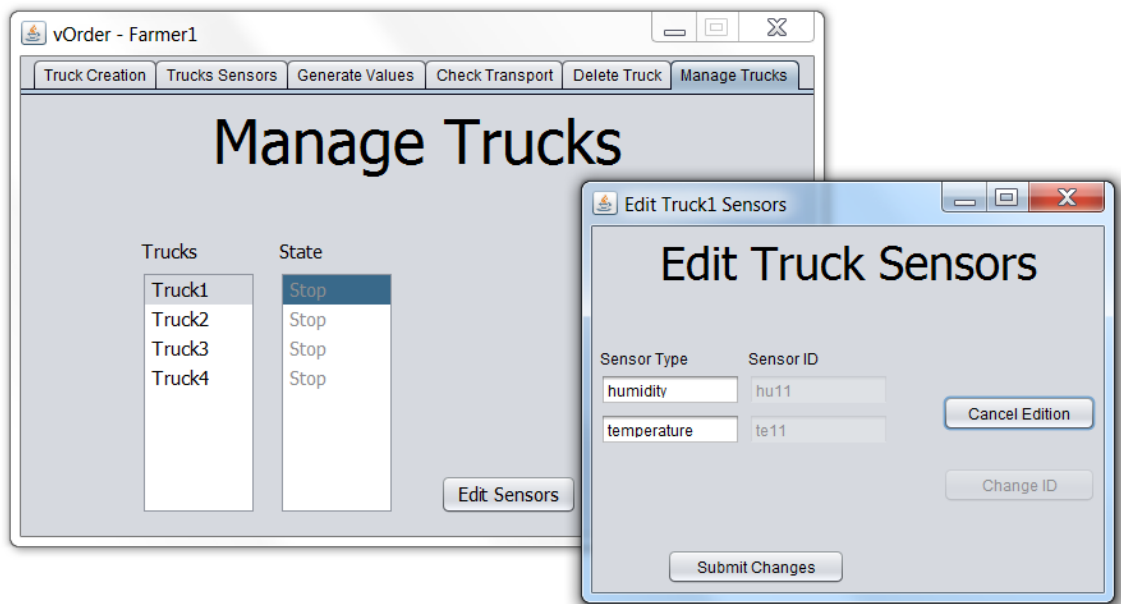 vOrder - Farmer1
Truck Creation Trucks Sensors Generate Values Check Transport Delete Truck Manage Trucks
Manage Trucks
Trucks State
Truck1 Stop
Truck2 Stop
Truck3 Stop
Truck4 Stop
Edit Sensors
Edit Truck1 Sensors
Edit Truck Sensors
Sensor Type Sensor ID
humidity hu11
temperature te11
Cancel Edition
Change ID
Submit Changes